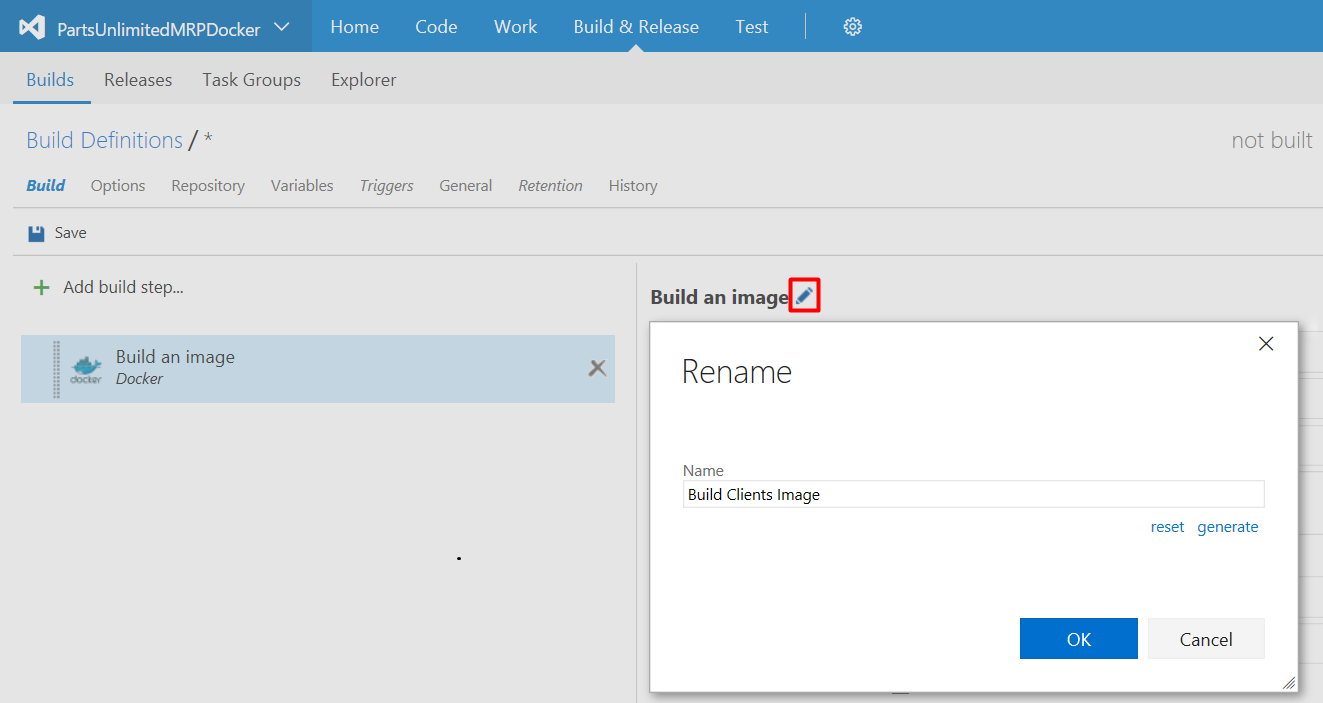 PartsUnlimitedMRPDocker Home Code Work Build & Release Test
Builds Releases Task Groups Explorer
Build Definitions / * not built
Build Options Repository Variables Triggers General Retention History
Save
Add build step...
Build an image
Docker
docker
Build an image
Rename
Name
Build Clients Image
reset generate
OK Cancel